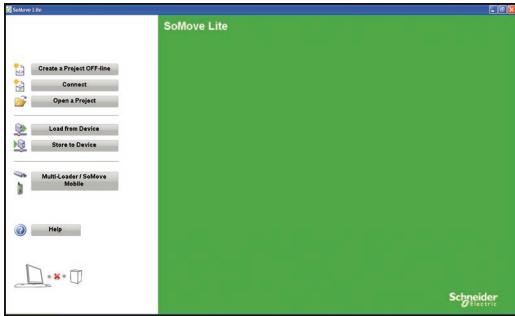 SoMove Lite
SoMove Lite
Create a Project OFF-line
Connect
Open a Project
Load from Device
Store to Device
Multi-Loader / SoMove
Mobile
Help
Schneider
Electric